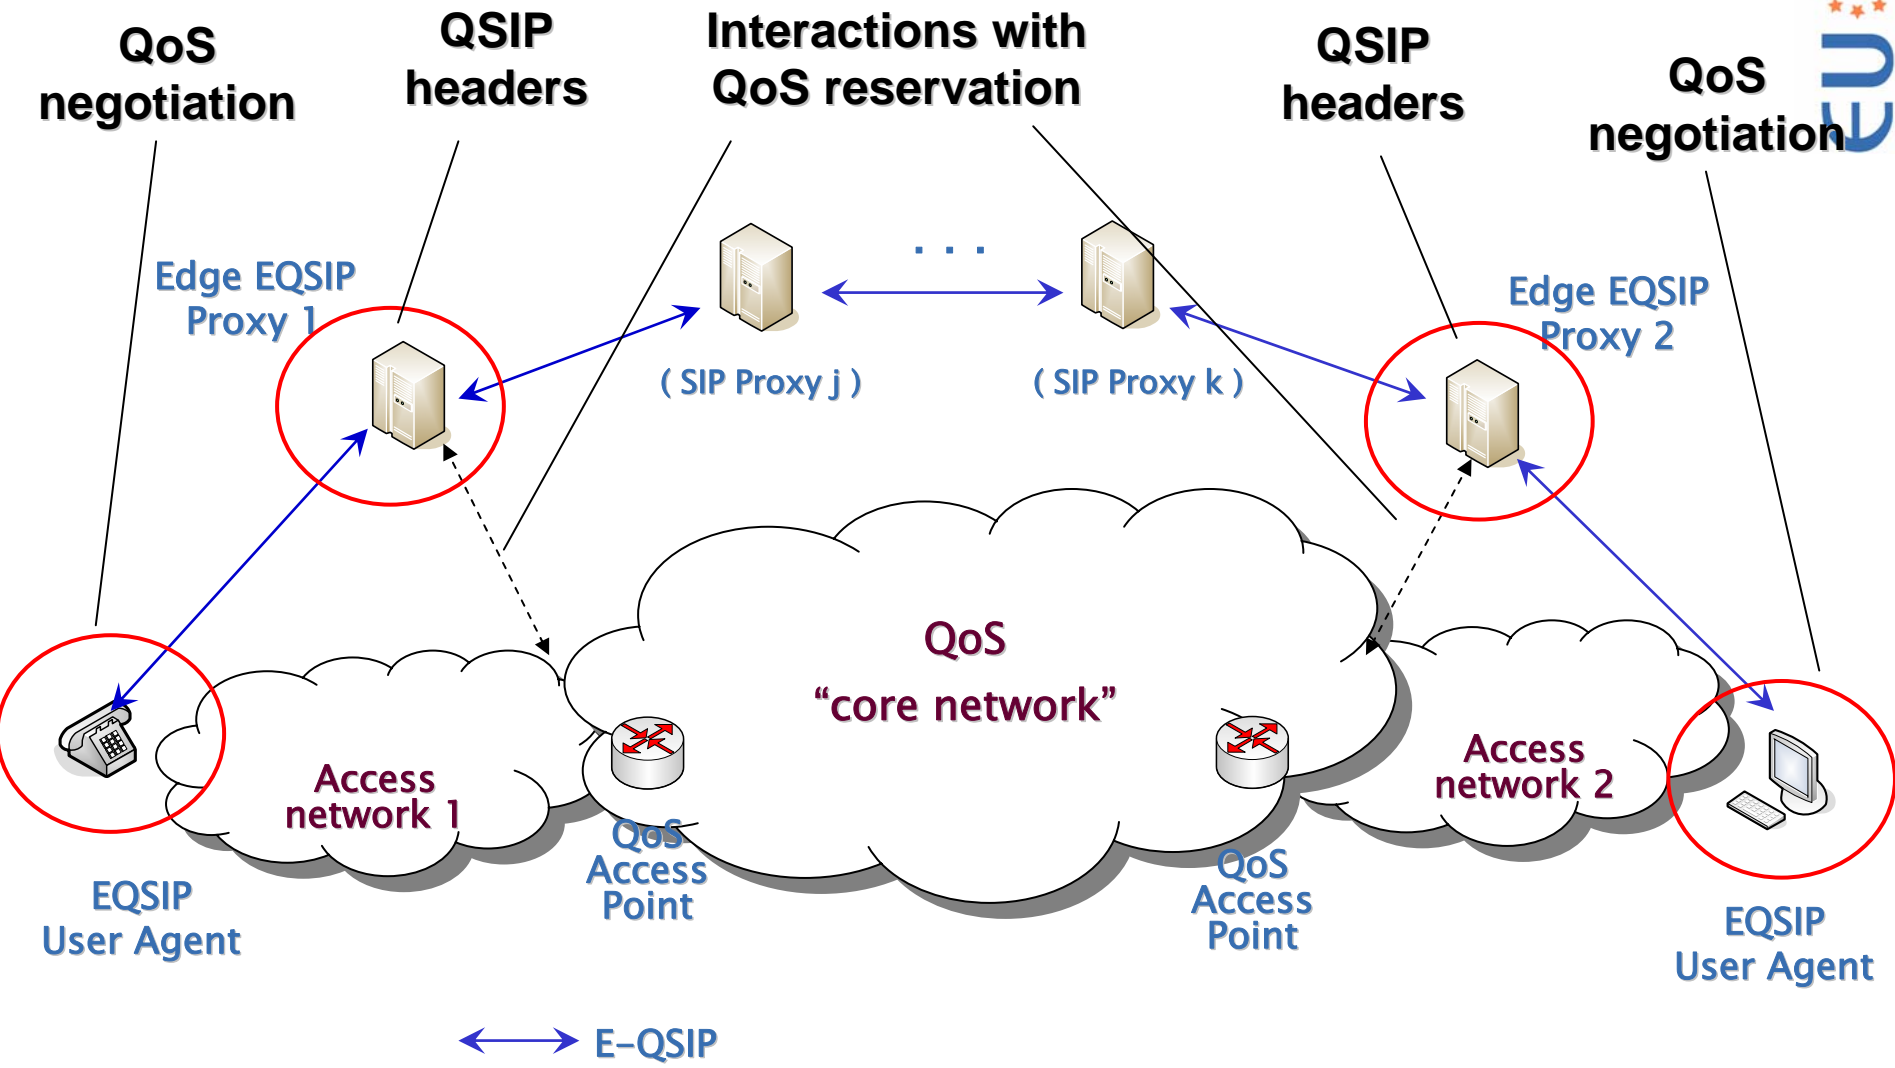 QoS
negotiation
QSIP
headers
Interactions with
QoS reservation
QSIP
headers
QoS
negotiation
eu
Edge EQSIP
Proxy 1
. . .
Edge EQSIP
Proxy 2
( SIP Proxy j )
( SIP Proxy k )
QoS
“core network”
Access
network 1
Access
network 2
QoS
Access
Point
QoS
Access
Point
EQSIP
User Agent
EQSIP
User Agent
E-QSIP